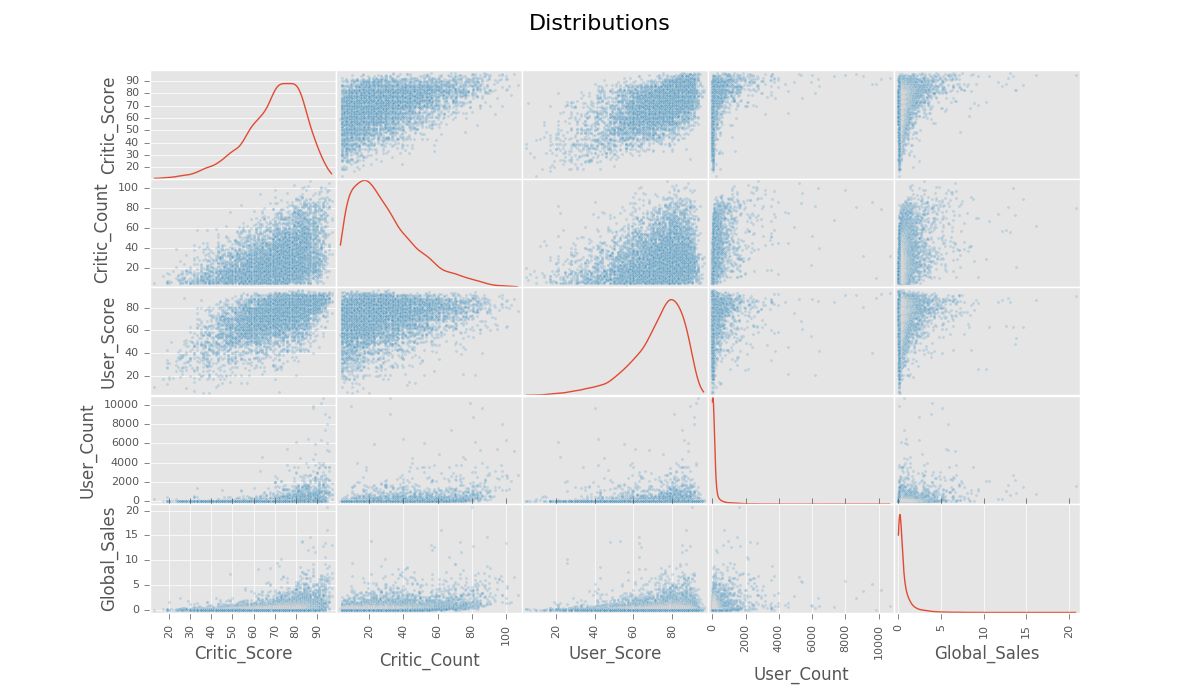 Distributions
Critic_Score
90
80
70
60
50
40
30
20
Critic_Count
100
80
60
40
20
User_Score
80
60
40
20
User_Count
10000
8000
6000
4000
2000
0
Global_Sales
20
15
10
5
0
20 30 40 50 60 70 80 90
20 40 60 80 100
20 40 60 80
0 2000 4000 6000 8000 10000
0 5 10 15 20
Critic_Score
Critic_Count
User_Score
User_Count
Global_Sales